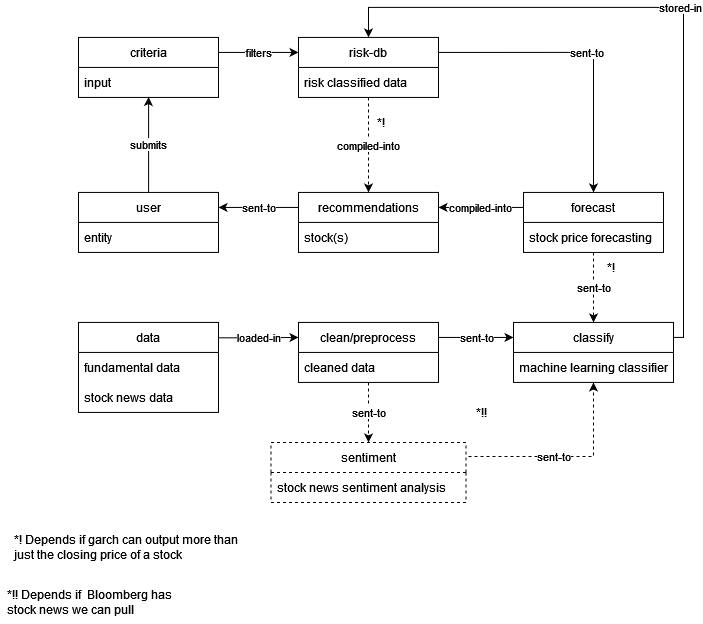 stored-in
criteria
filters
risk-db
sent-to
input
risk classified data
*!
submits
compiled-into
user
sent-to
recommendations
compiled-into
forecast
entity
stock(s)
stock price forecasting
*!
sent-to
data
loaded-in
clean/preprocess
sent-to
classify
fundamental data
cleaned data
machine learning classifier
stock news data
sent-to
*!!
sentiment
sent-to
stock news sentiment analysis
*! Depends if garch can output more than
just the closing price of a stock
*!! Depends if Bloomberg has
stock news we can pull